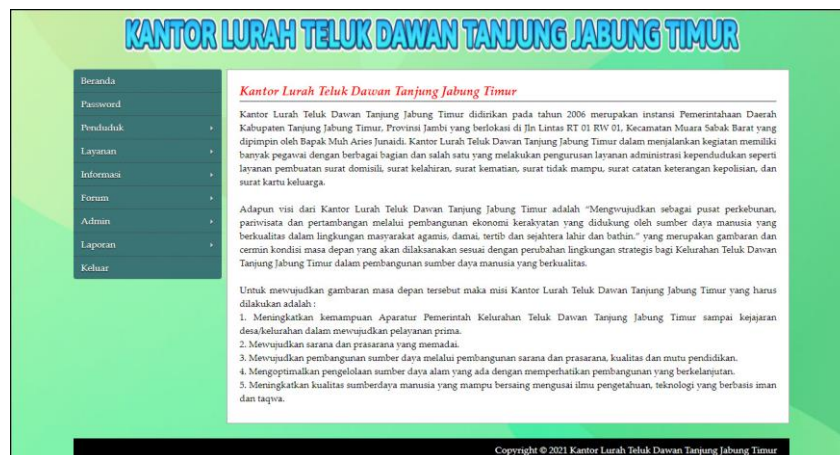 KANTOR LURAH TELUK DAWAN TANJUNG JABUNG TIMUR
Beranda
Password
Penduduk
Layanan
Informasi
Forum
Admin
Laporan
Keluar
Kantor Lurah Teluk Dawan Tanjung Jabung Timur
Kantor Lurah Teluk Dawan Tanjung Jabung Timur didirikan pada tahun 2006 merupakan instansi Pemerintahaan Daerah
Kabupaten Tanjung Jabung Timur, Provinsi Jambi yang berlokasi di Jln Lintas RT 01 RW 01, Kecamatan Muara Sabak Barat yang
dipimpin oleh Bapak Muh Aries Junaidi. Kantor Lurah Teluk Dawan Tanjung Jabung Timur dalam menjalankan kegiatan memiliki
banyak pegawai dengan berbagai bagian dan salah satu yang melakukan pengurusan layanan administrasi kependudukan seperti
layanan pembuatan surat domisili, surat kelahiran, surat kematian, surat tidak mampu, surat catatan keterangan kepolisian, dan
surat kartu keluarga.
Adapun visi dari Kantor Lurah Teluk Dawan Tanjung Jabung Timur adalah “Mengwujudkan sebagai pusat perkebunan,
pariwisata dan pertambangan melalui pembangunan ekonomi kerakyatan yang didukung oleh sumber daya manusia yang
berkualitas dalam lingkungan masyarakat agamis, damai, tertib dan sejahtera lahir dan bathin.” yang merupakan gambaran dan
cermin kondisi masa depan yang akan dilaksanakan sesuai dengan perubahan lingkungan strategis bagi Kelurahan Teluk Dawan
Tanjung Jabung Timur dalam pembangunan sumber daya manusia yang berkualitas.
Untuk mewujudkan gambaran masa depan tersebut maka misi Kantor Lurah Teluk Dawan Tanjung Jabung Timur yang harus
dilakukan adalah :
1. Meningkatkan kemampuan Aparatur Pemerintah Kelurahan Teluk Dawan Tanjung Jabung Timur sampai kejajaran
desa/kelurahan dalam mewujudkan pelayanan prima.
2. Mewujudkan sarana dan prasarana yang memadai.
3. Mewujudkan pembangunan sumber daya melalui pembangunan sarana dan prasarana, kualitas dan mutu pendidikan.
4. Mengoptimalkan pengelolaan sumber daya alam yang ada dengan memperhatikan pembangunan yang berkelanjutan.
5. Meningkatkan kualitas sumberdaya manusia yang mampu bersaing mengusai ilmu pengetahuan, teknologi yang berbasis iman
dan taqwa.
Copyright © 2021 Kantor Lurah Teluk Dawan Tanjung Jabung Timur